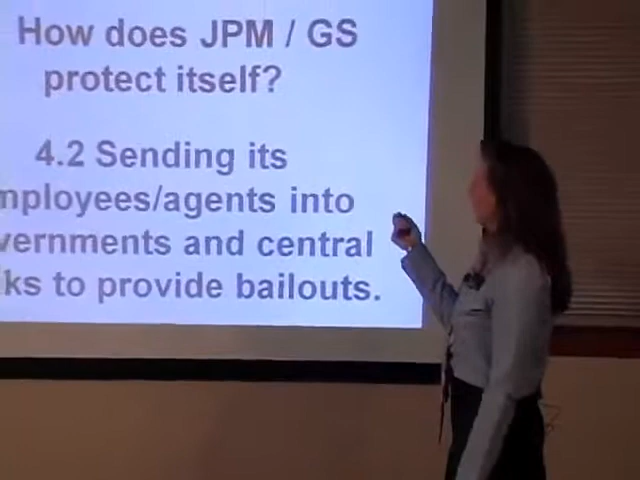 How does JPM / GS
protect itself?
4.2 Sending its
mployees/agents into
vernments and central
ks to provide bailouts.